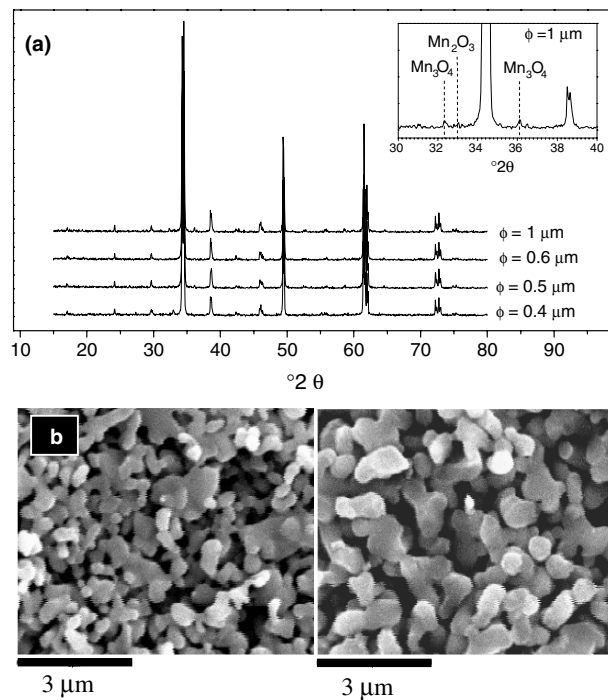 (a)
ϕ =1 μm
Mn2O3
Mn3O4 Mn3O4
30 32 34 36 38 40
°2θ
ϕ = 1 μm
ϕ = 0.6 μm
ϕ = 0.5 μm
ϕ = 0.4 μm
10 20 30 40 50 60 70 80 90
°2 θ
b
3 μm 3 μm